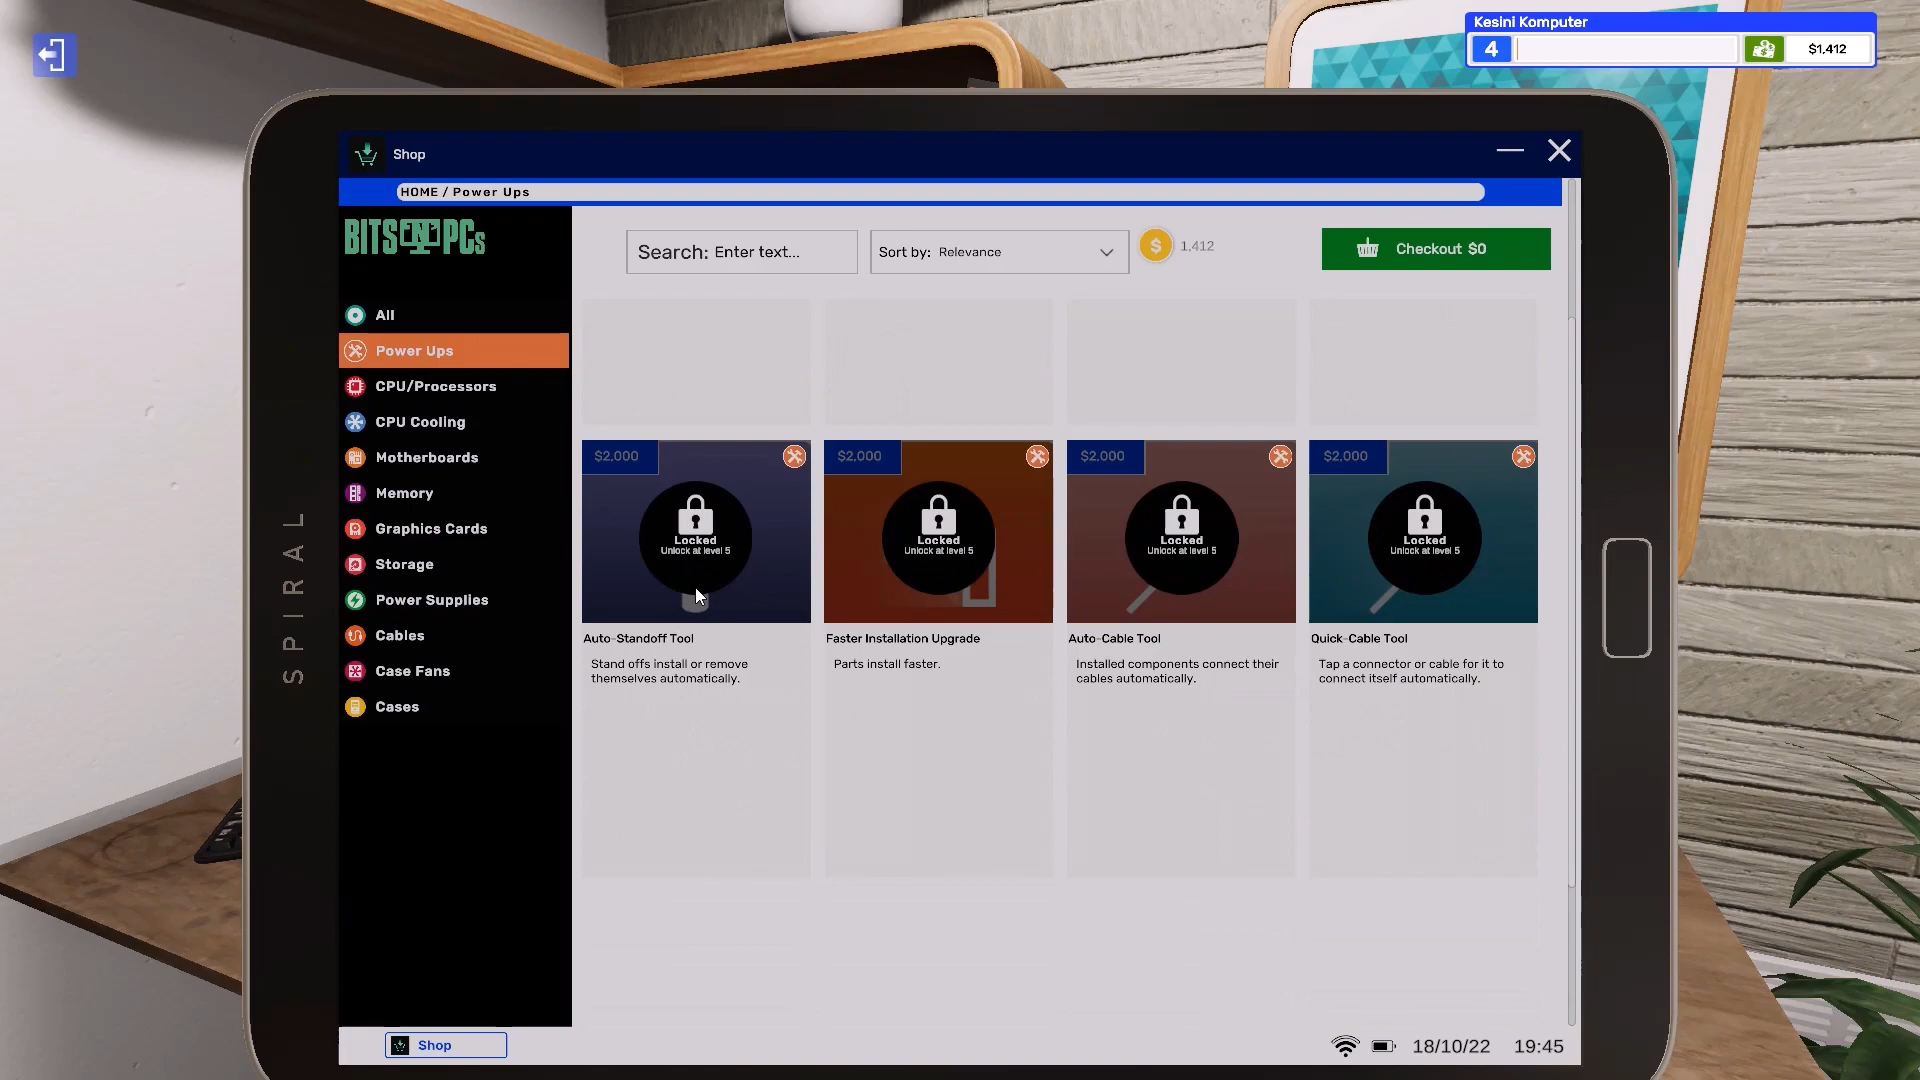 Kesini Komputer
4
$1,412
Shop
HOME / Power Ups
BITS N PCs
Search: Enter text...
Sort by: Relevance
$
1,412
Checkout $0
All
Power Ups
CPU/Processors
CPU Cooling
Motherboards
Memory
Graphics Cards
Storage
Power Supplies
Cables
Case Fans
Cases
$2,000
Locked
Unlock at level 5
Auto-Standoff Tool
Stand offs install or remove
themselves automatically.
$2,000
Locked
Unlock at level 5
Faster Installation Upgrade
Parts install faster.
$2,000
Locked
Unlock at level 5
Auto-Cable Tool
Installed components connect their
cables automatically.
$2,000
Locked
Unlock at level 5
Quick-Cable Tool
Tap a connector or cable for it to
connect itself automatically.
SPIRAL
Shop
18/10/22 19:45